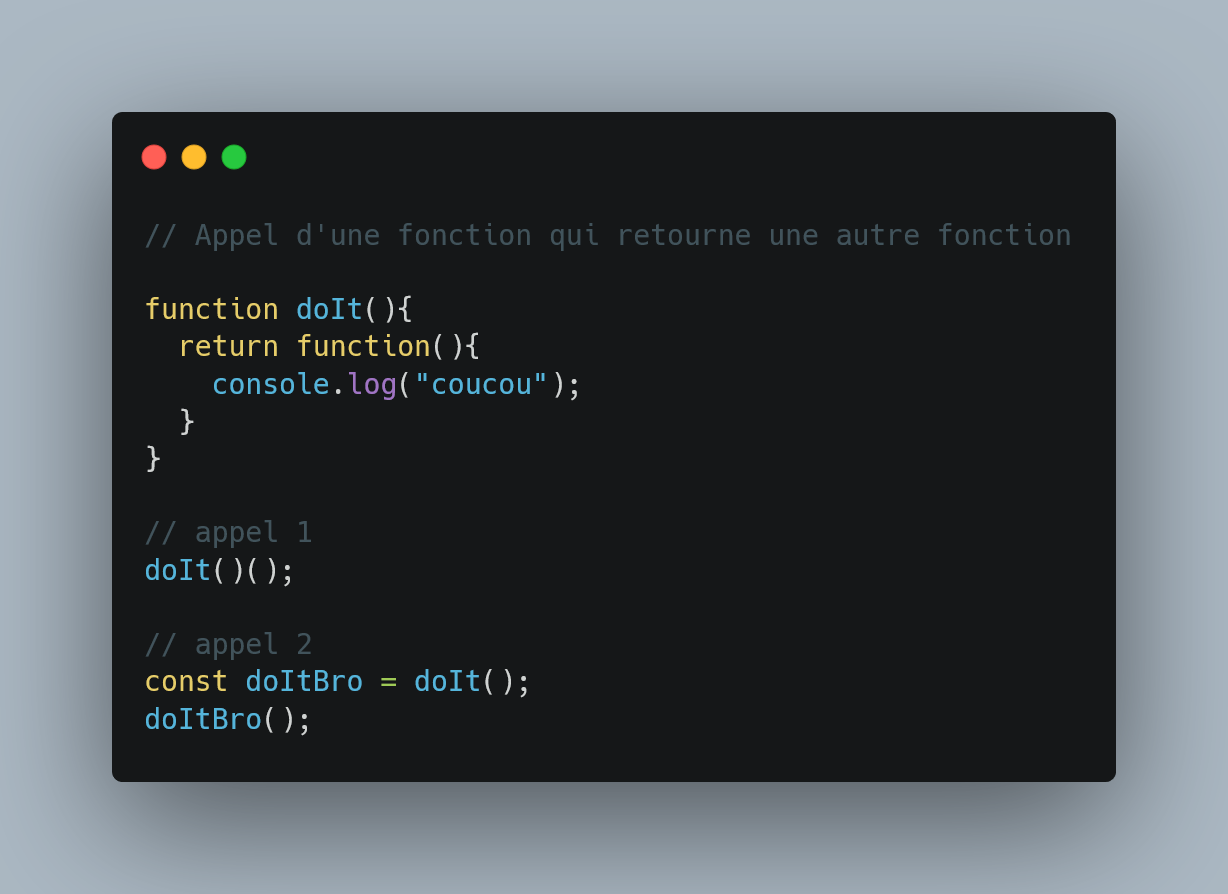 // Appel d'une fonction qui retourne une autre fonction
function doIt(){
  return function(){
    console.log("coucou");
  }
}
// appel 1
doIt()();
// appel 2
const doItBro = doIt();
doItBro();